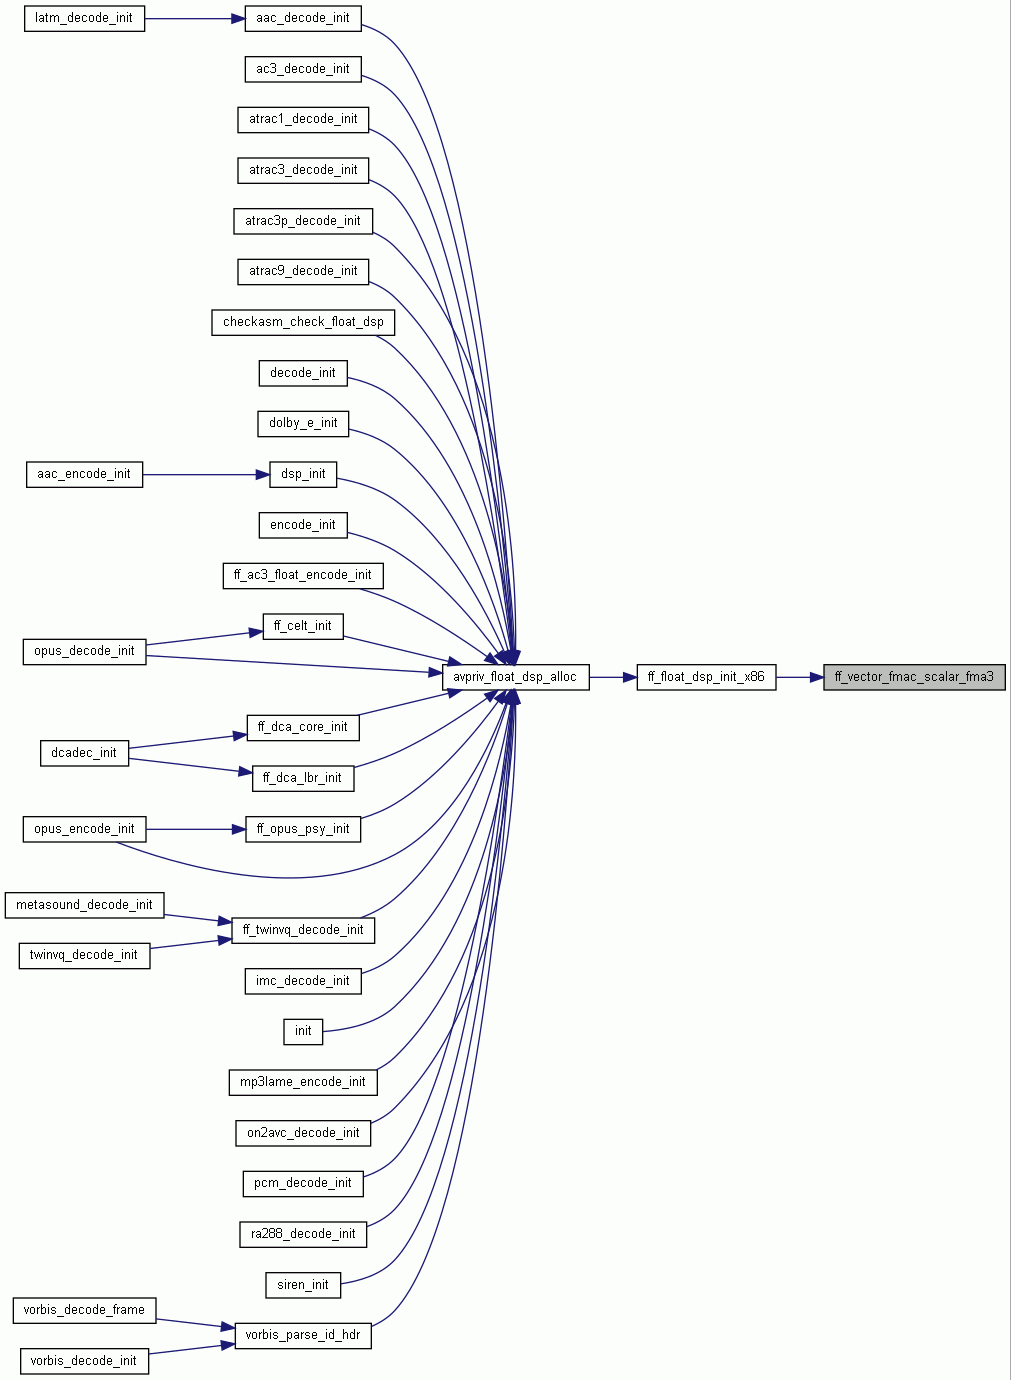 latm_decode_init
aac_decode_init
ac3_decode_init
atrac1_decode_init
atrac3_decode_init
atrac3p_decode_init
atrac9_decode_init
checkasm_check_float_dsp
decode_init
dolby_e_init
aac_encode_init
dsp_init
encode_init
ff_ac3_float_encode_init
ff_celt_init
opus_decode_init
avpriv_float_dsp_alloc
ff_float_dsp_init_x86
ff_vector_fmac_scalar_fma3
ff_dca_core_init
dcadec_init
ff_dca_lbr_init
opus_encode_init
ff_opus_psy_init
metasound_decode_init
ff_twinvq_decode_init
twinvq_decode_init
imc_decode_init
init
mp3lame_encode_init
on2avc_decode_init
pcm_decode_init
ra288_decode_init
siren_init
vorbis_decode_frame
vorbis_parse_id_hdr
vorbis_decode_init